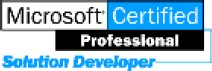 Microsoft Certified
Professional
Solution Developer